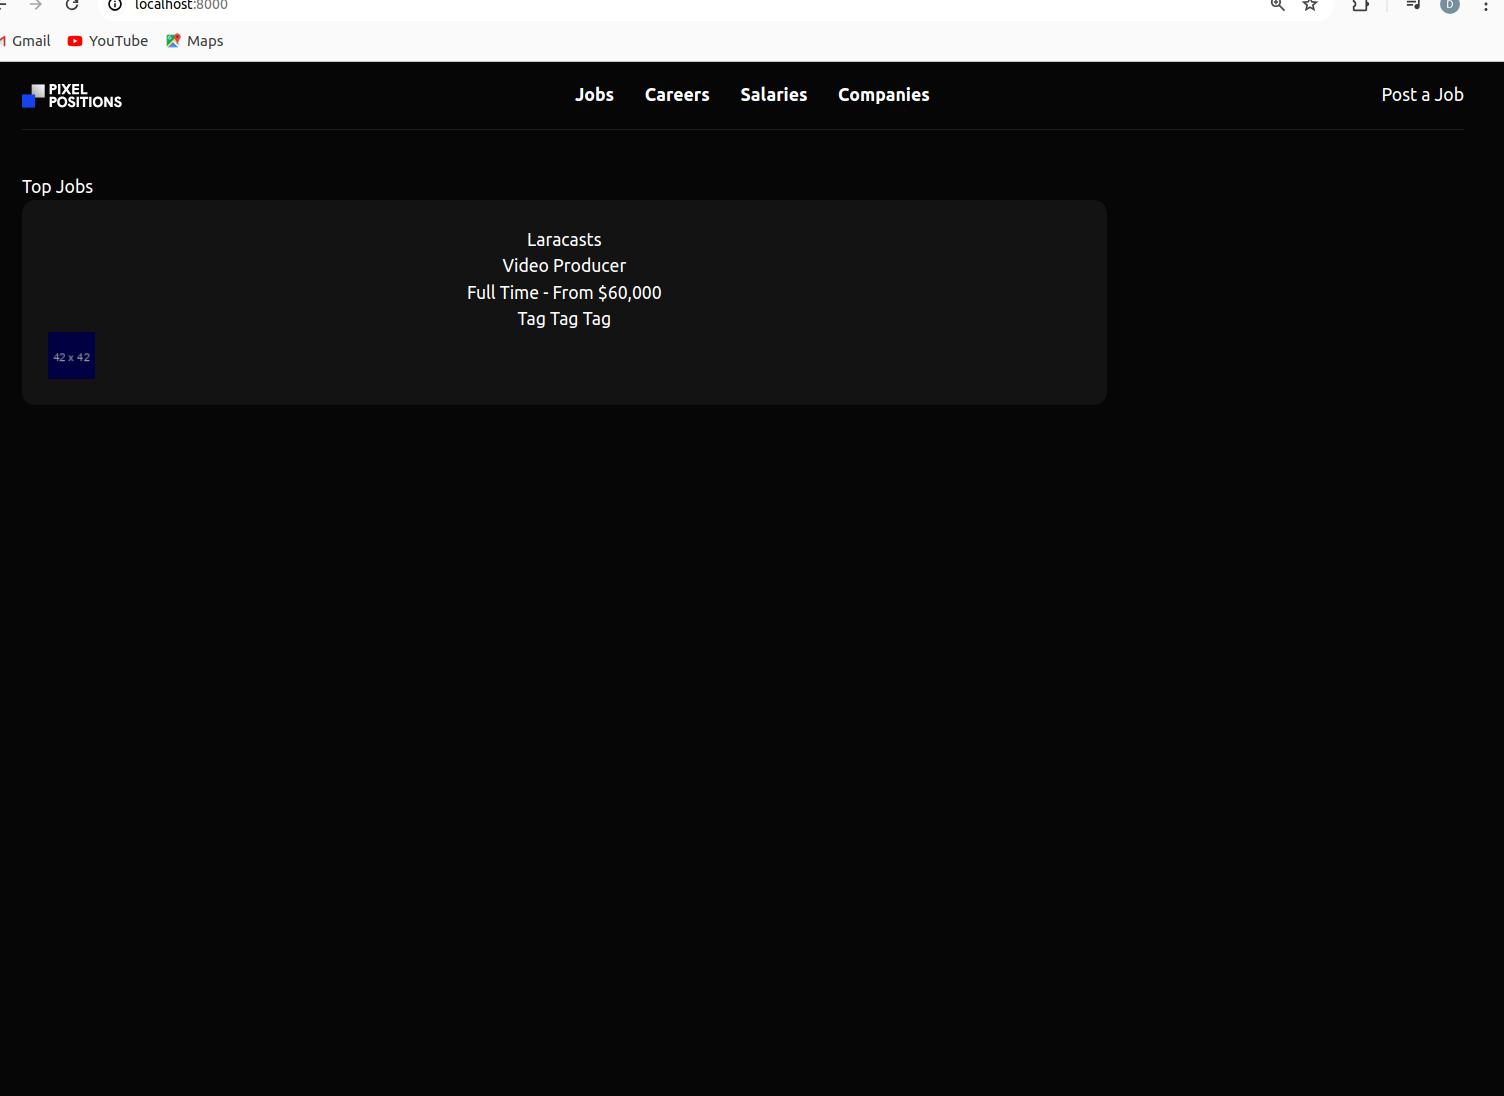 localhost:8000
D
Gmail YouTube Maps
PIXEL
POSITIONS
Jobs Careers Salaries Companies Post a Job
Top Jobs
Laracasts
Video Producer
Full Time - From $60,000
Tag Tag Tag
42 x 42